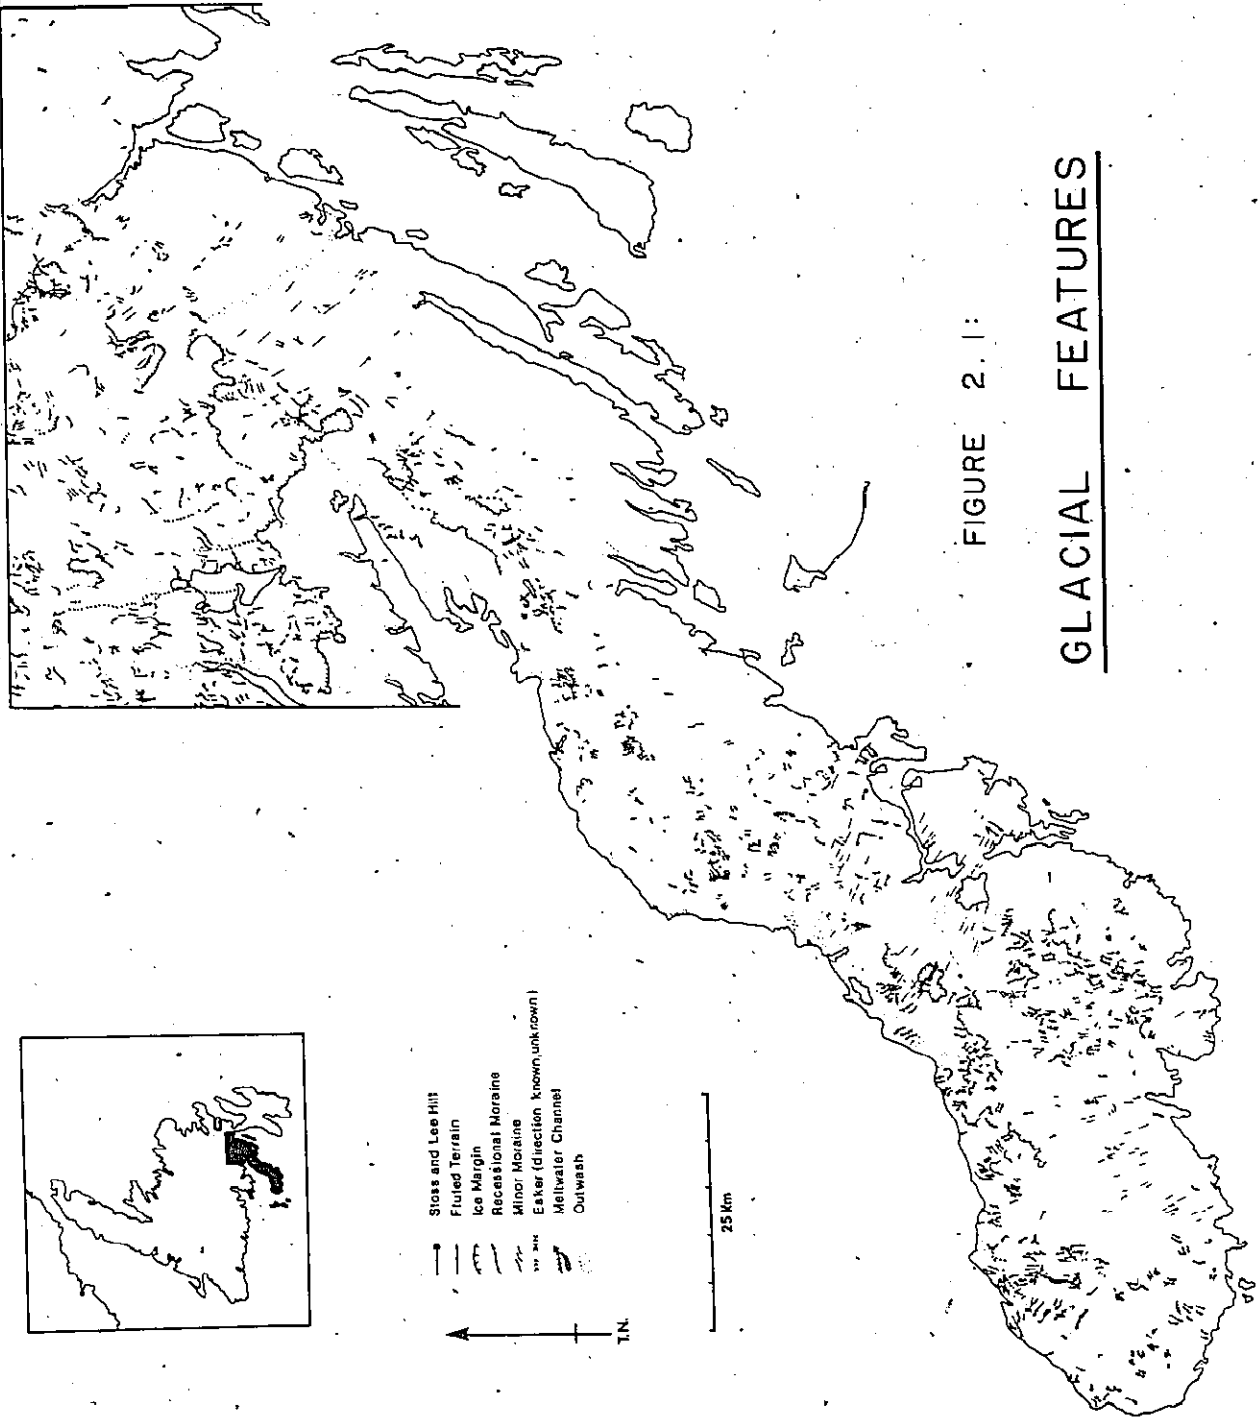 Stoss and Lee Hill
Fluted Terrain
Ice Margin
Recessional Moraine
Minor Moraine
Esker (direction known,unknown)
Meltwater Channel
Outwash
T.N.
25 Km
FIGURE 2.1:
GLACIAL FEATURES